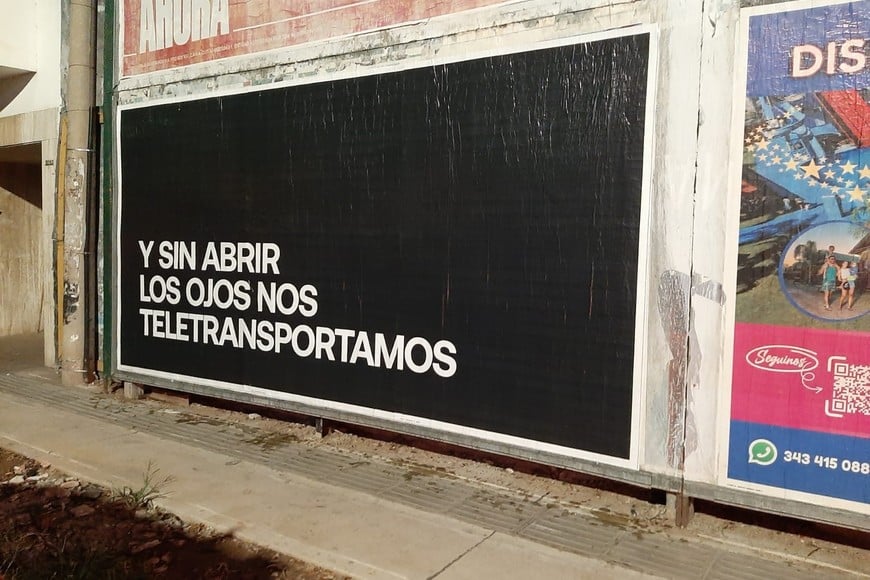 AHORA
Y SIN ABRIR
LOS OJOS NOS
TELETRANSPORTAMOS
DIS
Seguinos
343 415 088